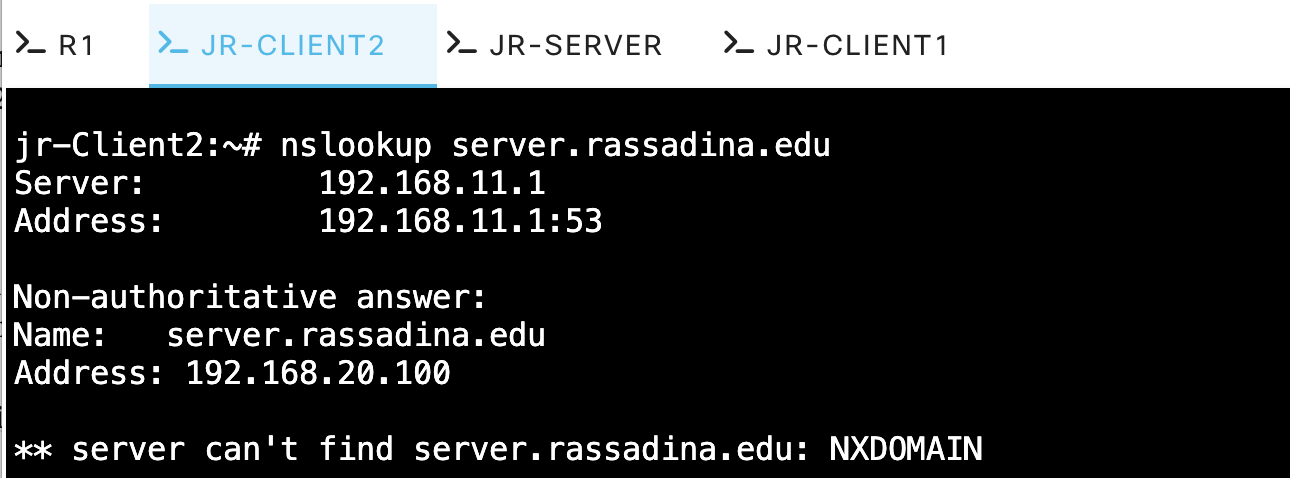 R1 JR-CLIENT2 JR-SERVER JR-CLIENT1
jr-Client2:~# nslookup server.rassadina.edu
Server: 192.168.11.1
Address: 192.168.11.1:53
Non-authoritative answer:
Name: server.rassadina.edu
Address: 192.168.20.100
** server can't find server.rassadina.edu: NXDOMAIN